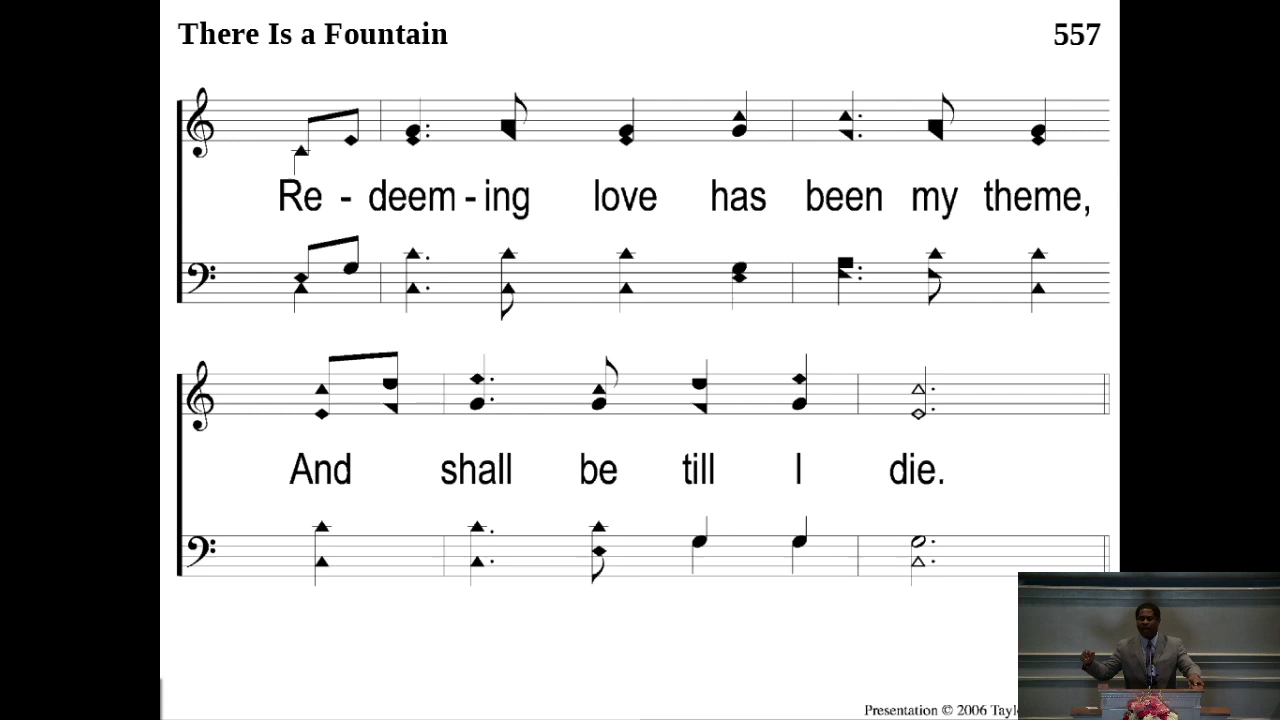 There Is a Fountain 557
Re - deem - ing love has been my theme,
And shall be till I die.
Presentation © 2006